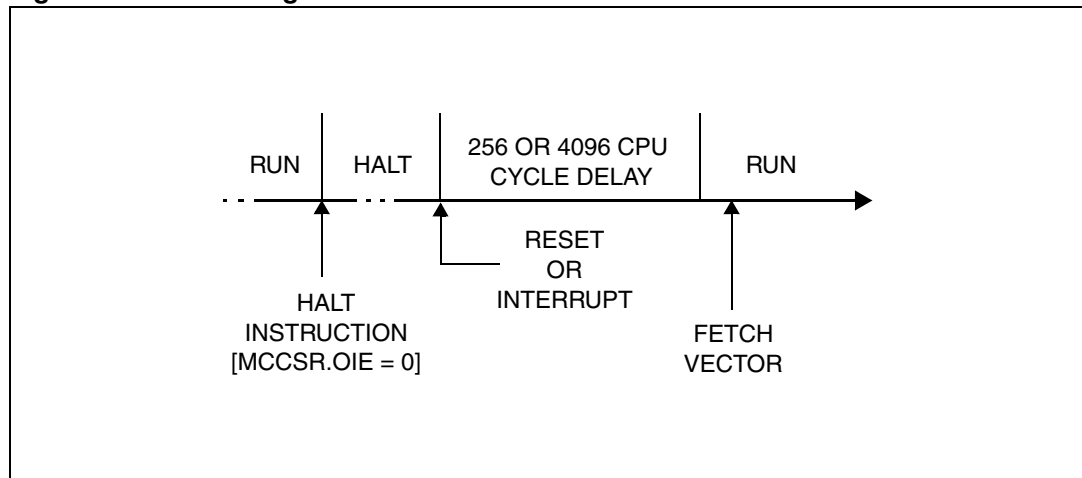 RUN
HALT
256 OR 4096 CPU
CYCLE DELAY
RUN
RESET
OR
INTERRUPT
HALT
INSTRUCTION
[MCCSR.OIE = 0]
FETCH
VECTOR